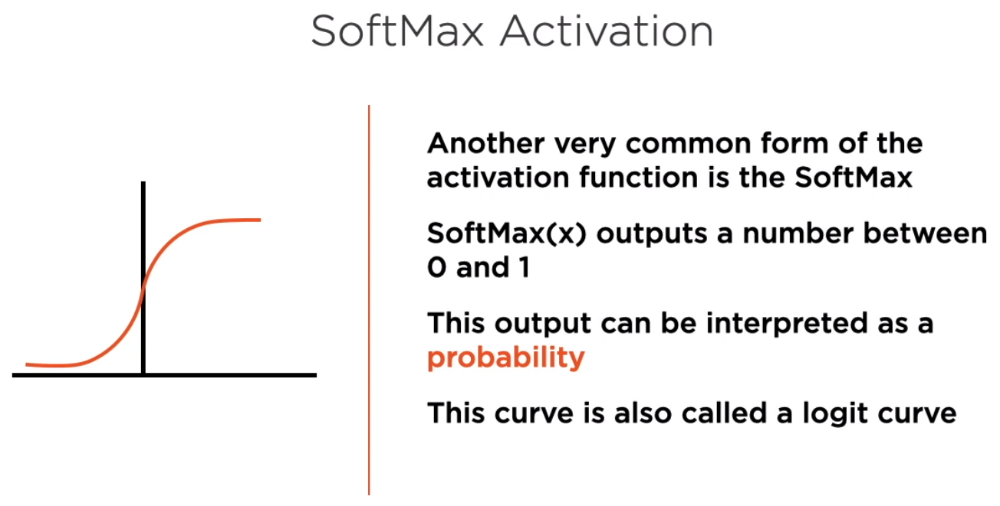 SoftMax Activation
Another very common form of the
activation function is the SoftMax
SoftMax(x) outputs a number between
0 and 1
This output can be interpreted as a
probability
This curve is also called a logit curve